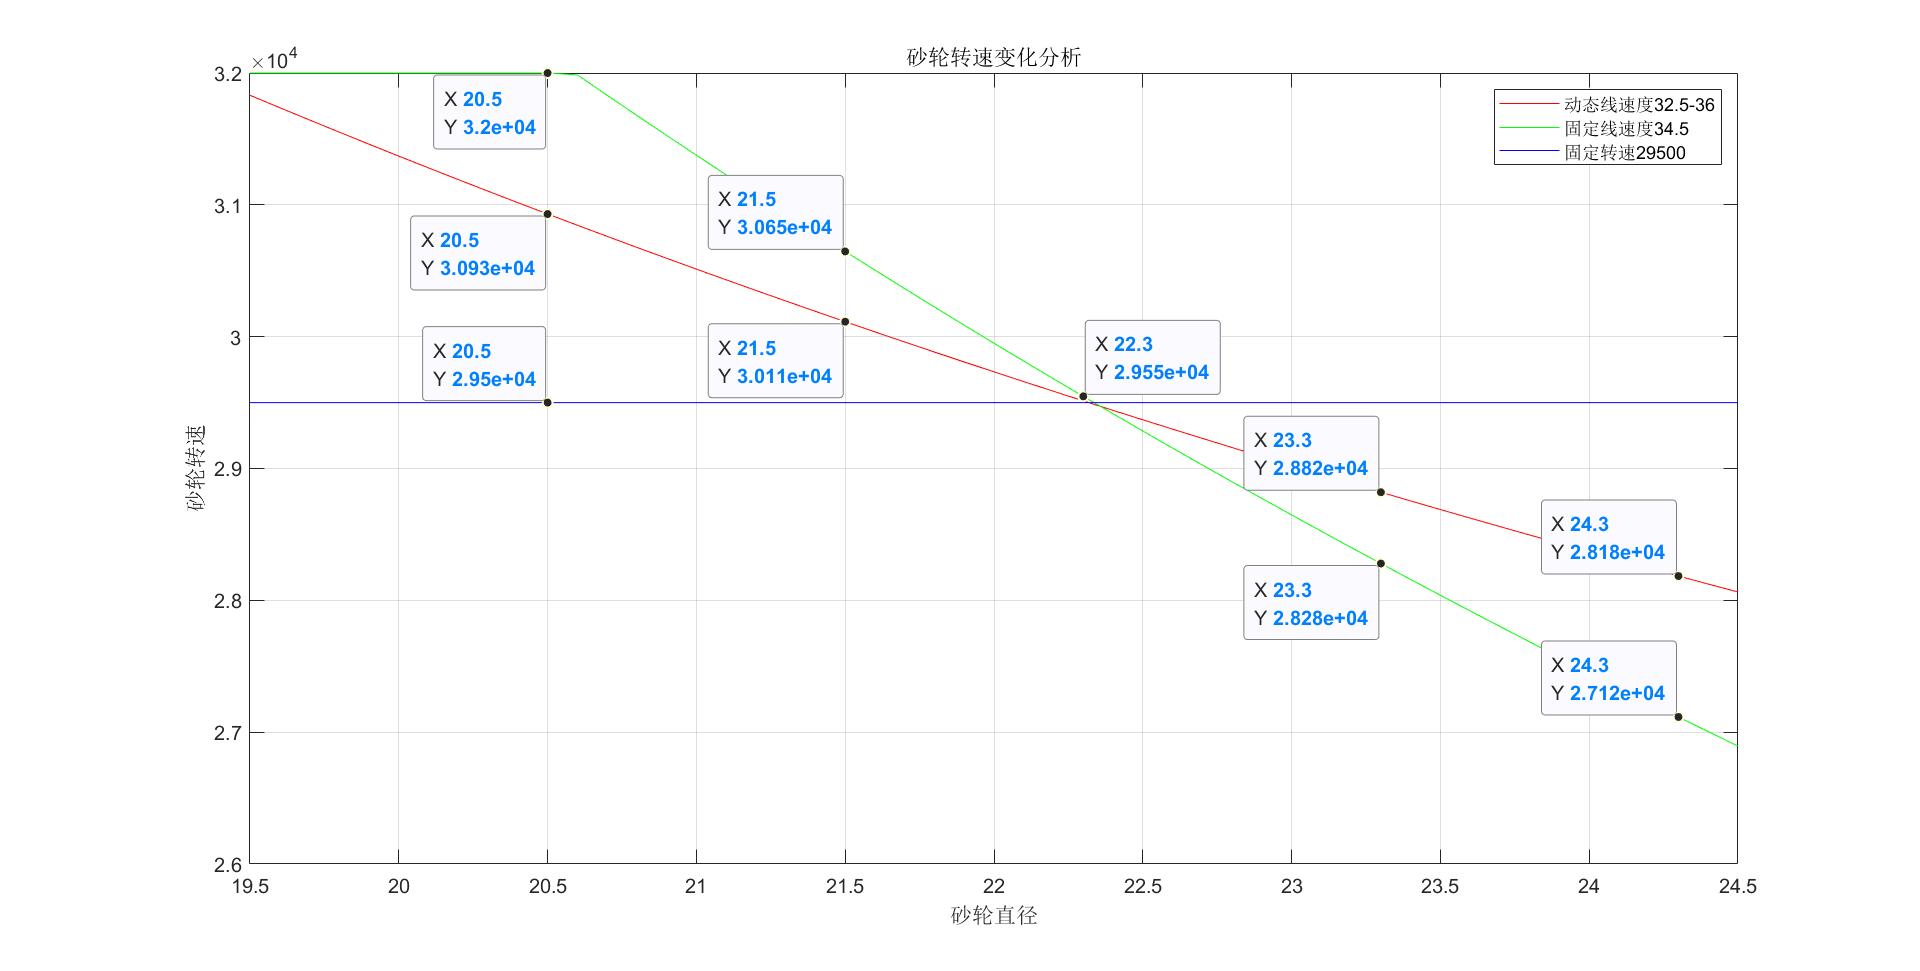 砂轮转速变化分析
×10⁴
3.2
3.1
3
2.9
2.8
2.7
2.6
砂轮转速
19.5
20
20.5
21
21.5
22
22.5
23
23.5
24
24.5
砂轮直径
动态线速度32.5-36
固定线速度34.5
固定转速29500
X 20.5
Y 3.2e+04
X 20.5
Y 3.093e+04
X 20.5
Y 2.95e+04
X 21.5
Y 3.065e+04
X 21.5
Y 3.011e+04
X 22.3
Y 2.955e+04
X 23.3
Y 2.882e+04
X 23.3
Y 2.828e+04
X 24.3
Y 2.818e+04
X 24.3
Y 2.712e+04